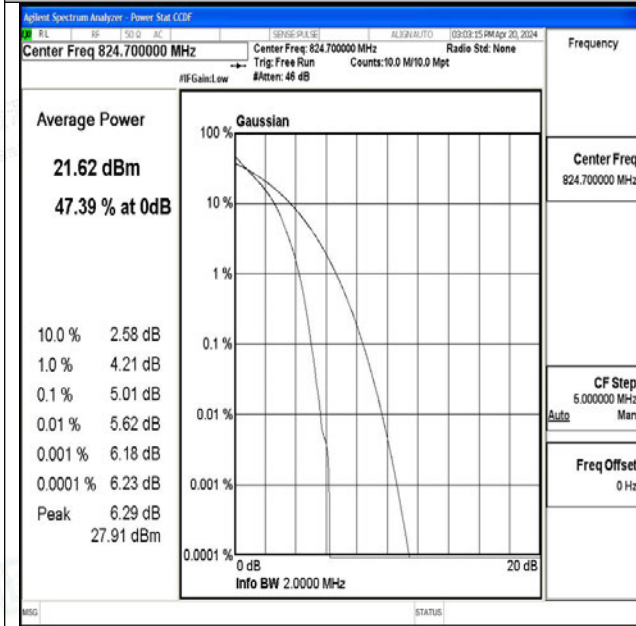 Agilent Spectrum Analyzer - Power Stat CCDF
RL RF 50 Ω AC SENSE:PULSE ALIGNAUTO 03:03:15 PM Apr 20, 2024
Center Freq 824.700000 MHz
Center Freq: 824.700000 MHz Radio Std: None
Trig: Free Run Counts:10.0 M/10.0 Mpt
#IFGain:Low #Atten: 46 dB
Frequency
Average Power
21.62 dBm
47.39 % at 0dB
10.0 % 2.58 dB
1.0 % 4.21 dB
0.1 % 5.01 dB
0.01 % 5.62 dB
0.001 % 6.18 dB
0.0001 % 6.23 dB
Peak 6.29 dB
27.91 dBm
Gaussian
100 %
10 %
1 %
0.1 %
0.01 %
0.001 %
0.0001 %
0 dB 20 dB
Info BW 2.0000 MHz
Center Freq
824.700000 MHz
CF Step
5.000000 MHz
Auto Man
Freq Offset
0 Hz
MSG STATUS